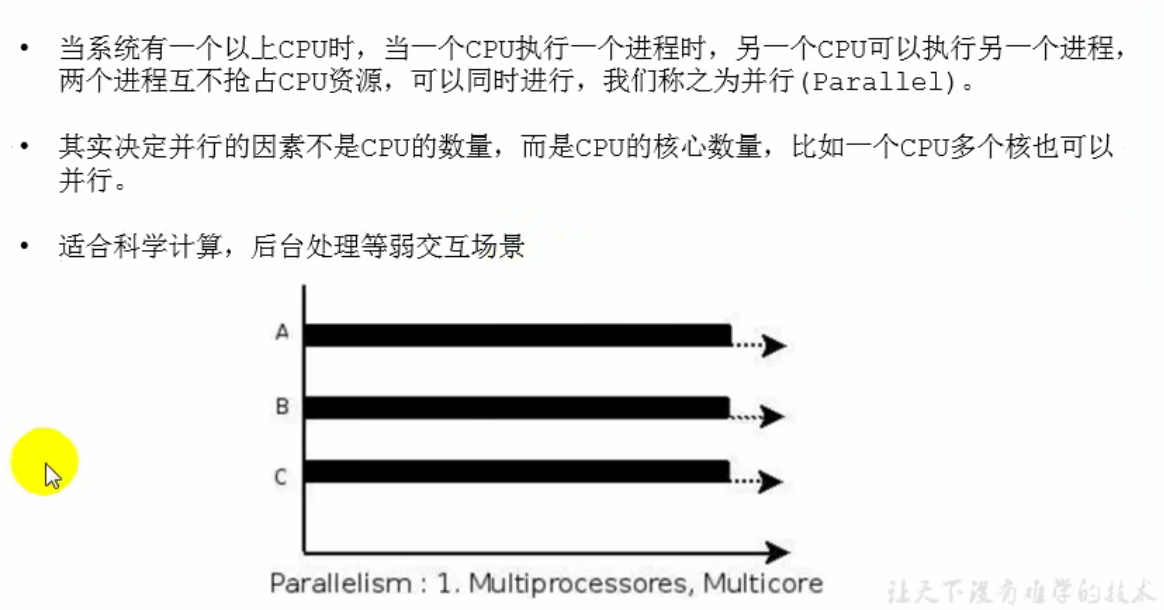 • 当系统有一个以上CPU时，当一个CPU执行一个进程时，另一个CPU可以执行另一个进程，
两个进程互不抢占CPU资源，可以同时进行，我们称之为并行(Parallel)。
• 其实决定并行的因素不是CPU的数量，而是CPU的核心数量，比如一个CPU多个核也可以
并行。
• 适合科学计算，后台处理等弱交互场景
A
B
C
Parallelism : 1. Multiprocessores, Multicore
让天下没有难学的技术